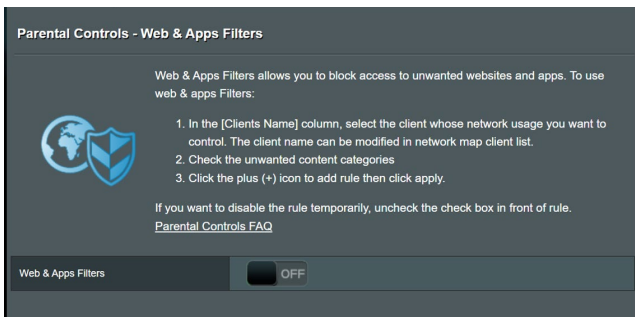 Parental Controls - Web & Apps Filters
Web & Apps Filters allows you to block access to unwanted websites and apps. To use
web & apps Filters:
1. In the [Clients Name] column, select the client whose network usage you want to
control. The client name can be modified in network map client list.
2. Check the unwanted content categories
3. Click the plus (+) icon to add rule then click apply.
If you want to disable the rule temporarily, uncheck the check box in front of rule.
Parental Controls FAQ
Web & Apps Filters
OFF